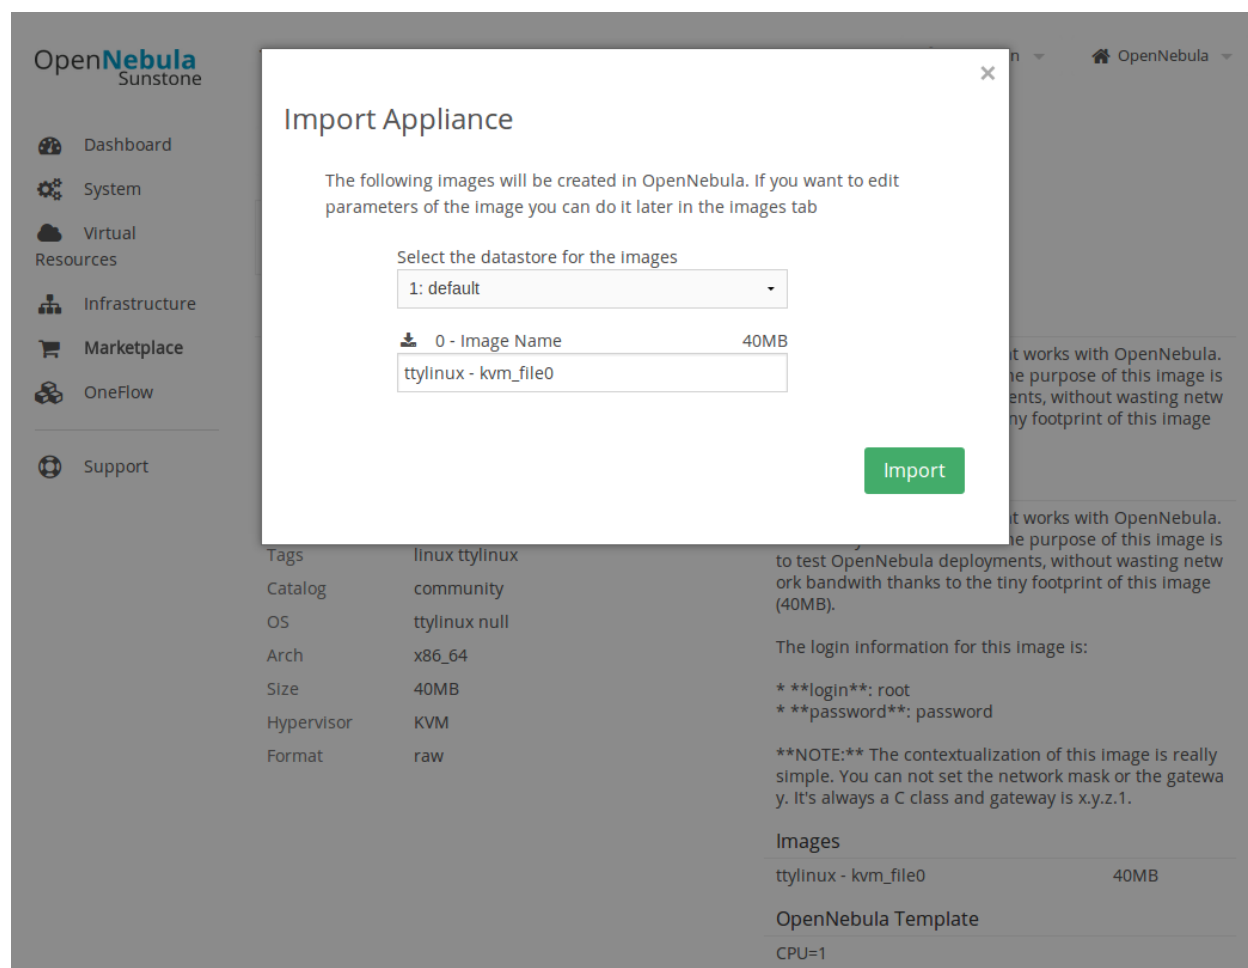 OpenNebula
Sunstone
OpenNebula
Dashboard
System
Virtual
Resources
Infrastructure
Marketplace
OneFlow
Support
×
Import Appliance
The following images will be created in OpenNebula. If you want to edit
parameters of the image you can do it later in the images tab
Select the datastore for the images
1: default
0 - Image Name 40MB
ttylinux - kvm_file0
Import
works with OpenNebula.
purpose of this image is
without wasting netw
footprint of this image
works with OpenNebula.
purpose of this image is
to test OpenNebula deployments, without wasting netw
ork bandwith thanks to the tiny footprint of this image
(40MB).
The login information for this image is:
* **login**: root
* **password**: password
**NOTE:** The contextualization of this image is really
simple. You can not set the network mask or the gatewa
y. It's always a C class and gateway is x.y.z.1.
Images
ttylinux - kvm_file0 40MB
OpenNebula Template
CPU=1
Tags linux ttylinux
Catalog community
OS ttylinux null
Arch x86_64
Size 40MB
Hypervisor KVM
Format raw